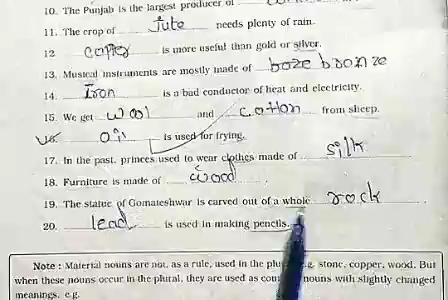 10. The Punjab is the largest producer of
11. The crop of Jute needs plenty of rain.
12 copper is more useful than gold or silver.
13. Musical instruments are mostly made of boze bronze
14. Iron is a bad conductor of heat and electricity.
15. We get wool and cotton from sheep.
oil is used for frying.
17. In the past, princes used to wear clothes made of silk
18. Furniture is made of wood.
19. The statue of Gomateshwar is carved out of a whole rock.
20. lead is used in making pencils.
Note : Material nouns are not, as a rule, used in the stone, copper, wood. But
when these nouns occur in the plural, they are used as nouns with slightly changed
meanings, e.g.